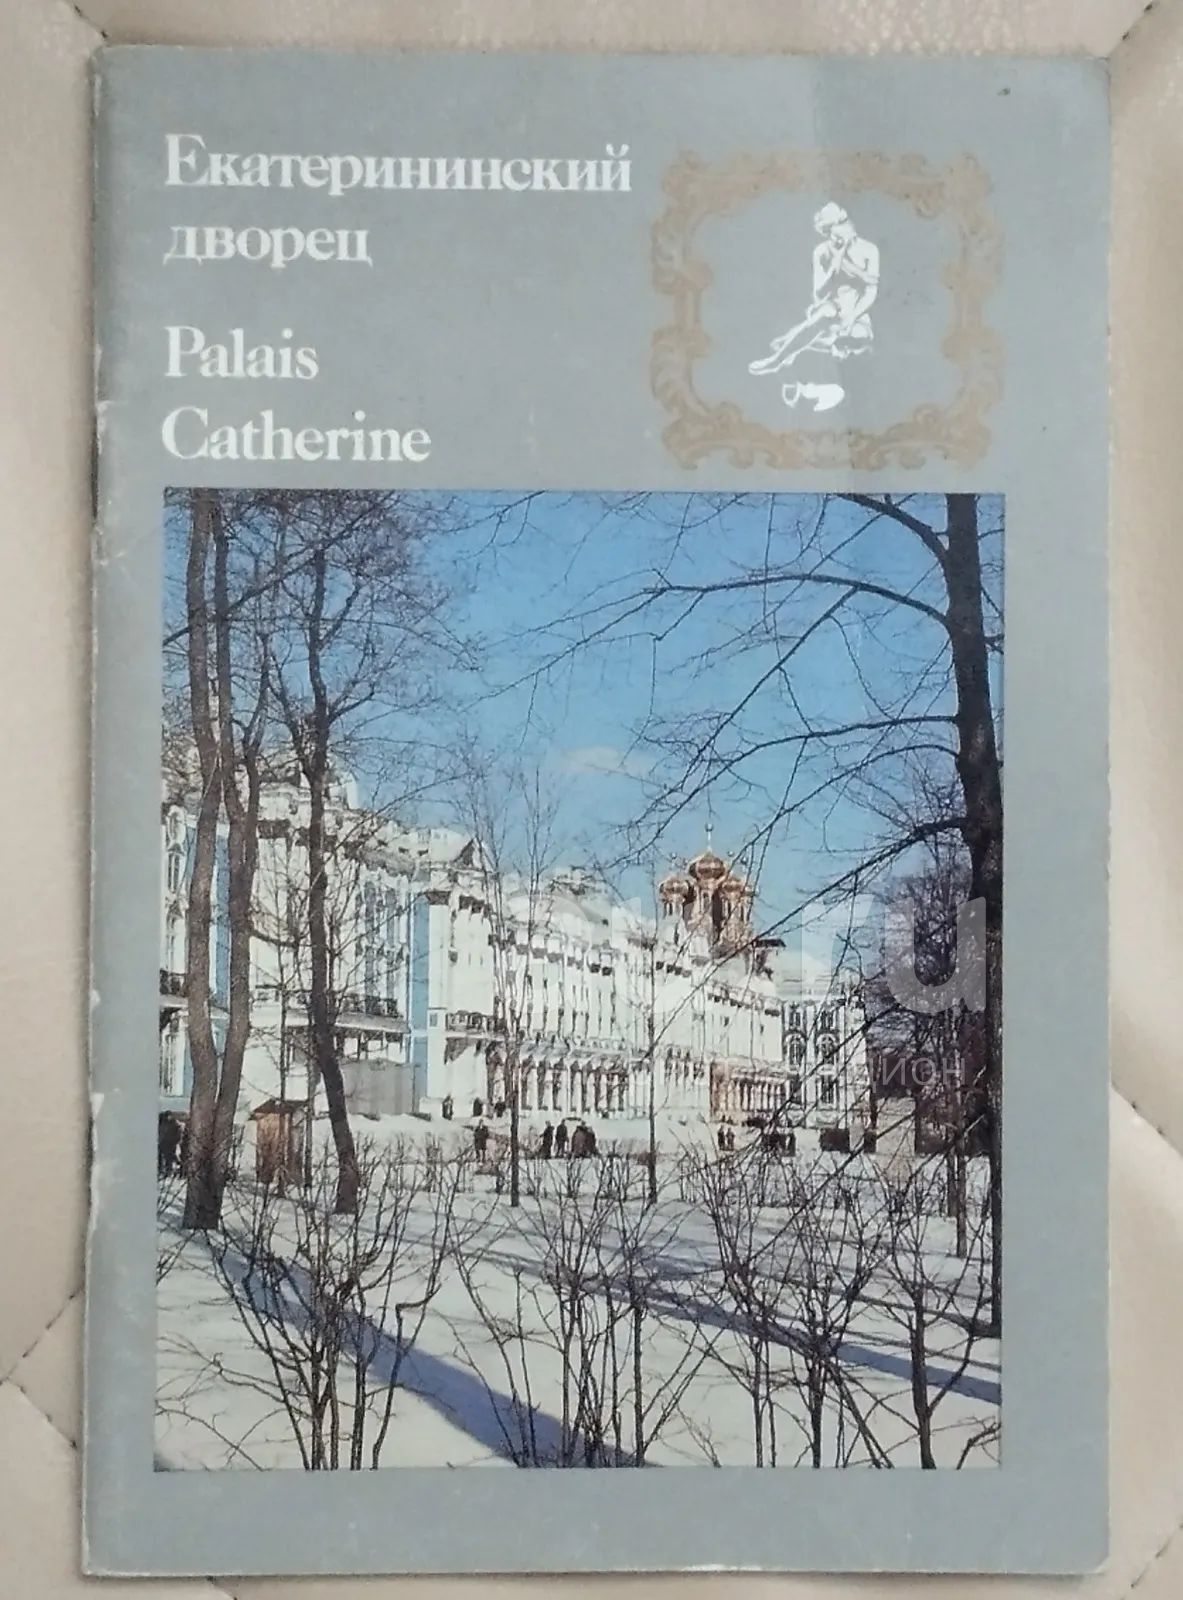 Екатерининский
дворец
Palais
Catherine